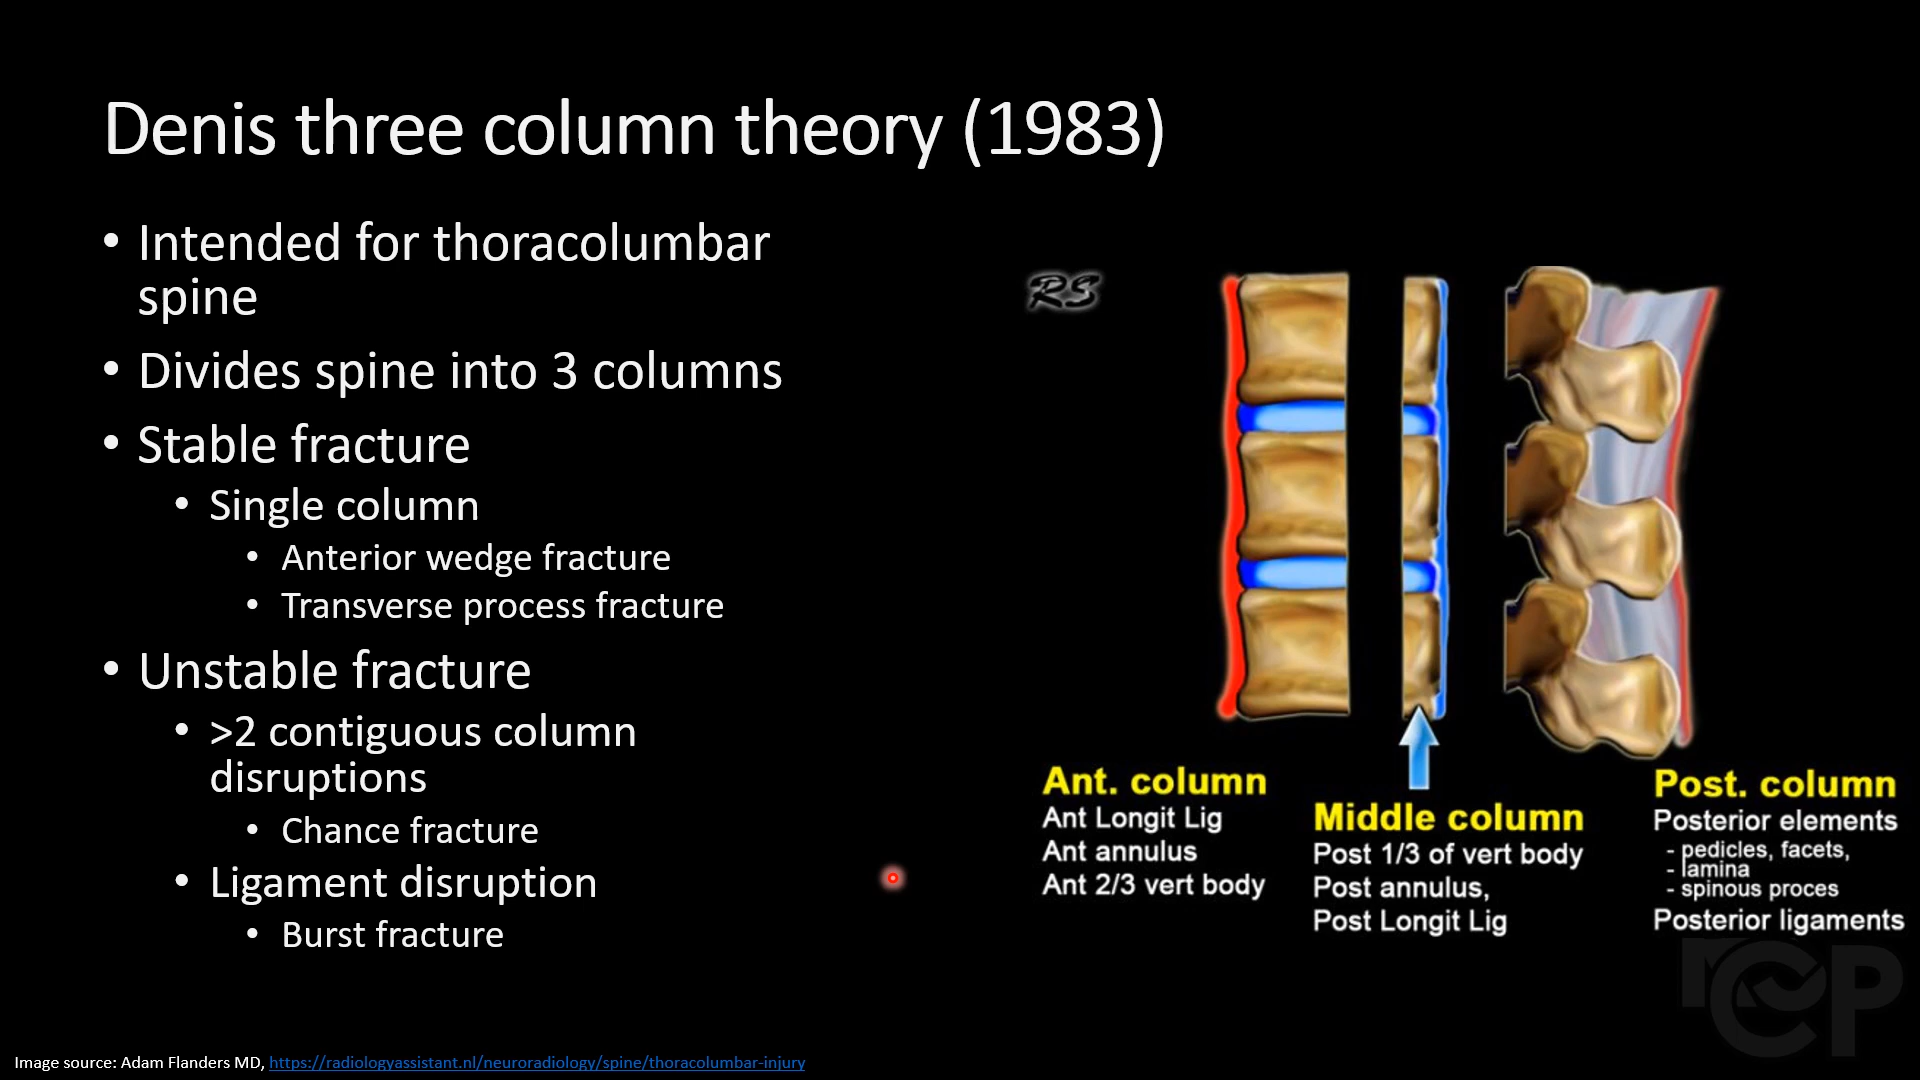 Denis three column theory (1983)
• Intended for thoracolumbar
spine
• Divides spine into 3 columns
• Stable fracture
• Single column
• Anterior wedge fracture
• Transverse process fracture
• Unstable fracture
• >2 contiguous column
disruptions
• Chance fracture
• Ligament disruption
• Burst fracture
RS
Ant. column
Ant Longit Lig
Ant annulus
Ant 2/3 vert body
Middle column
Post 1/3 of vert body
Post annulus,
Post Longit Lig
Post. column
Posterior elements
- pedicles, facets,
- lamina
- spinous proces
Posterior ligaments
rCP
Image source: Adam Flanders MD, https://radiologyassistant.nl/neuroradiology/spine/thoracolumbar-injury